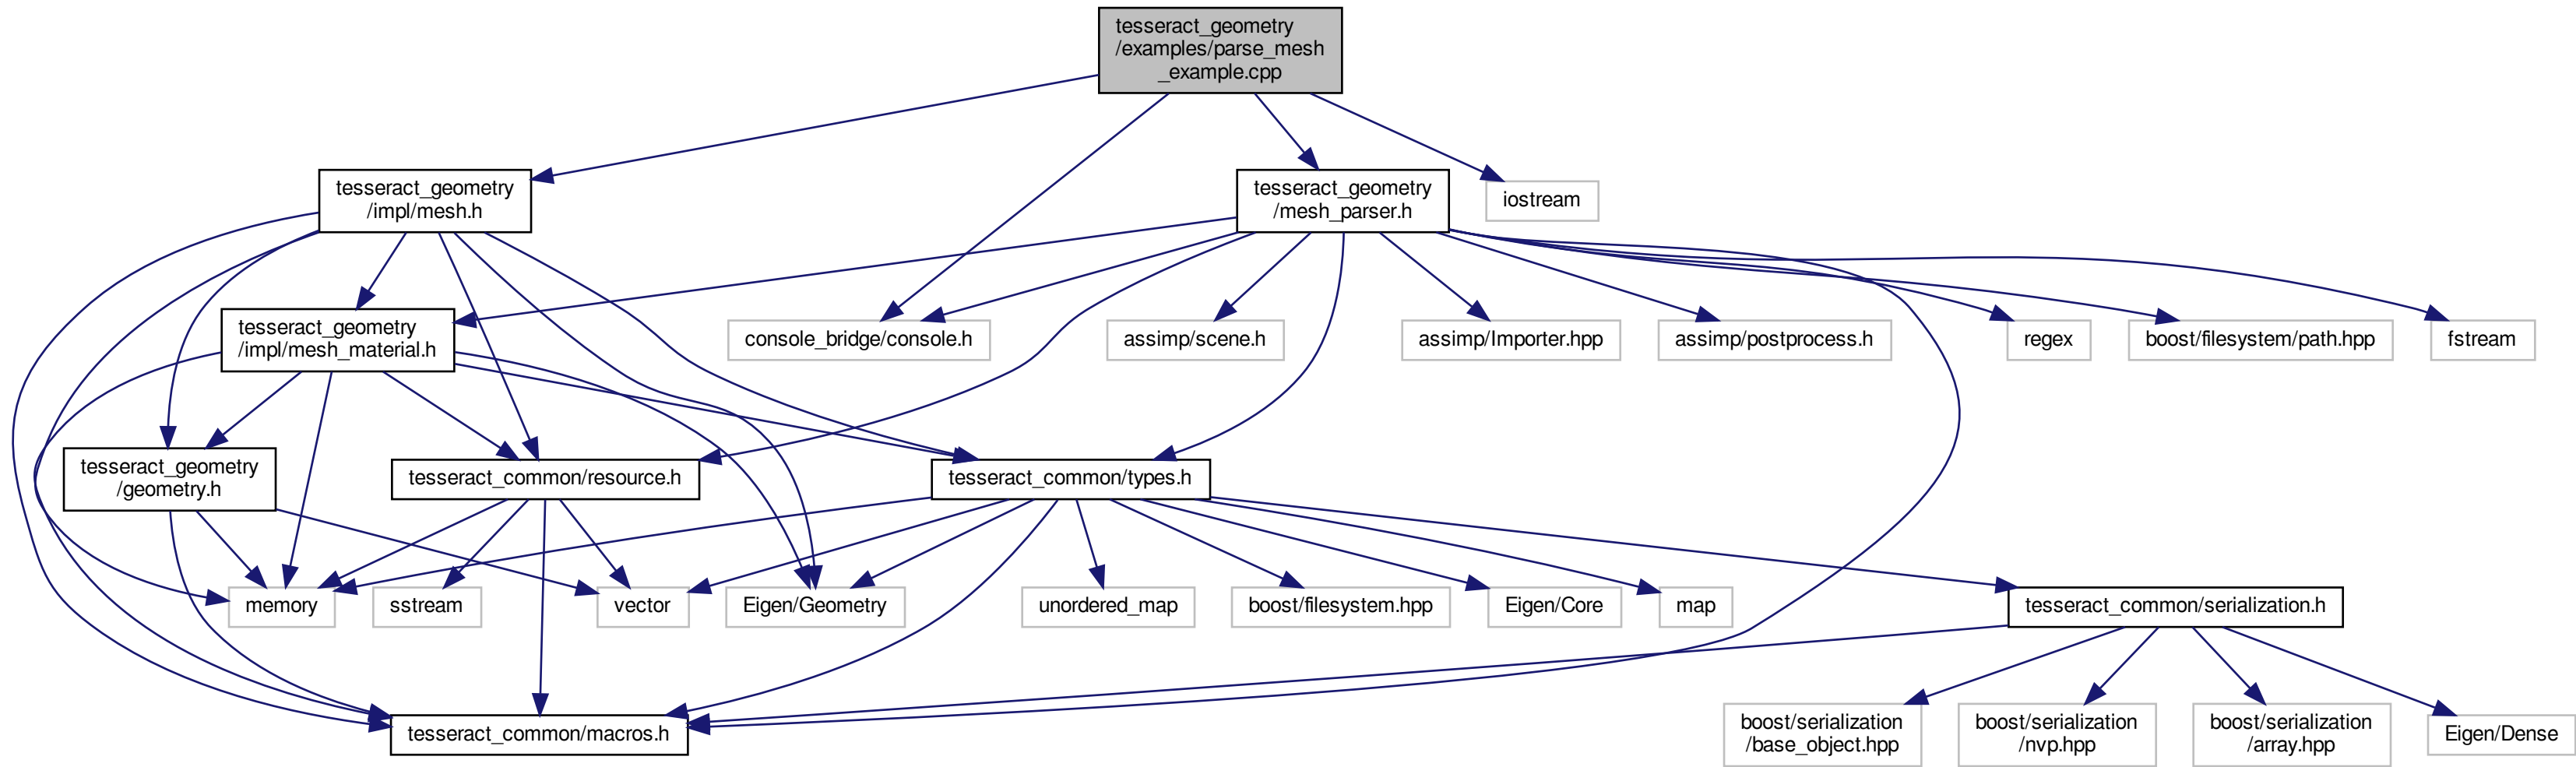 tesseract_geometry
/examples/parse_mesh
_example.cpp
tesseract_geometry
/impl/mesh.h
tesseract_geometry
/mesh_parser.h
iostream
tesseract_geometry
/impl/mesh_material.h
console_bridge/console.h
assimp/scene.h
assimp/Importer.hpp
assimp/postprocess.h
regex
boost/filesystem/path.hpp
fstream
tesseract_geometry
/geometry.h
tesseract_common/resource.h
tesseract_common/types.h
memory
sstream
vector
Eigen/Geometry
unordered_map
boost/filesystem.hpp
Eigen/Core
map
tesseract_common/serialization.h
tesseract_common/macros.h
boost/serialization
/base_object.hpp
boost/serialization
/nvp.hpp
boost/serialization
/array.hpp
Eigen/Dense